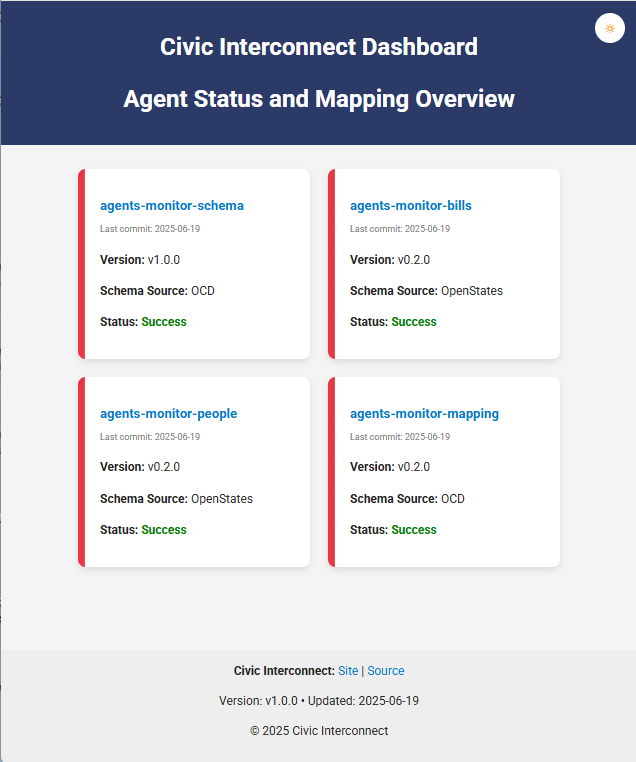 Civic Interconnect Dashboard
Agent Status and Mapping Overview
agents-monitor-schema
Last commit: 2025-06-19
Version: v1.0.0
Schema Source: OCD
Status: Success
agents-monitor-bills
Last commit: 2025-06-19
Version: v0.2.0
Schema Source: OpenStates
Status: Success
agents-monitor-people
Last commit: 2025-06-19
Version: v0.2.0
Schema Source: OpenStates
Status: Success
agents-monitor-mapping
Last commit: 2025-06-19
Version: v0.2.0
Schema Source: OCD
Status: Success
Civic Interconnect: Site | Source
Version: v1.0.0 • Updated: 2025-06-19
© 2025 Civic Interconnect